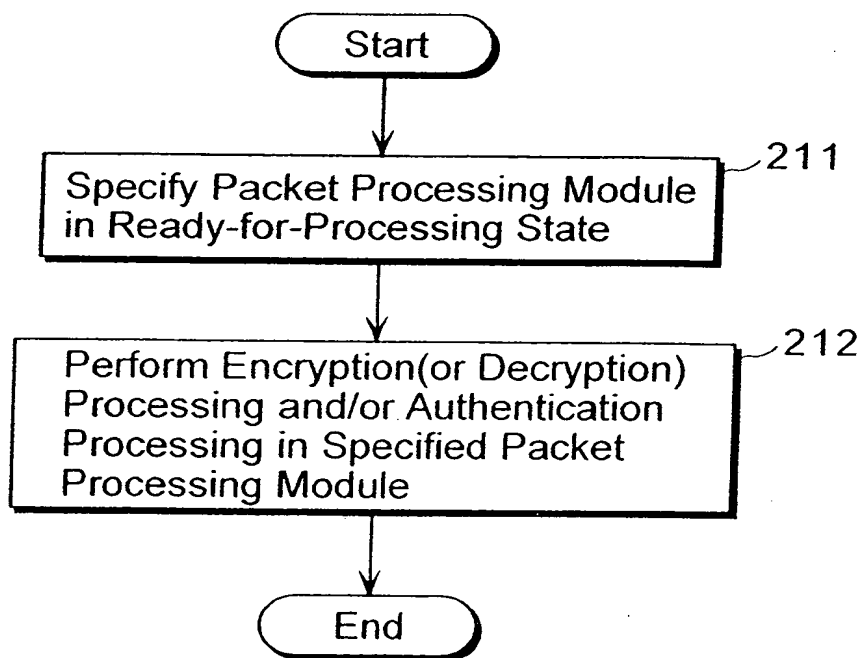 Start
211
Specify Packet Processing Module
in Ready-for-Processing State
212
Perform Encryption(or Decryption)
Processing and/or Authentication
Processing in Specified Packet
Processing Module
End